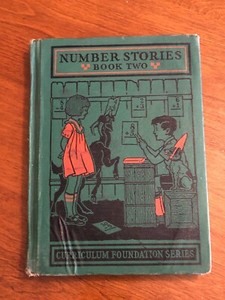 NUMBER STORIES
BOOK TWO
CURRICULUM FOUNDATION SERIES